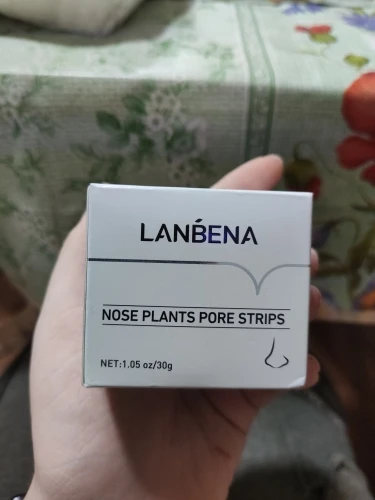 LANBENA
NOSE PLANTS PORE STRIPS
NET:1.05 oz/30g